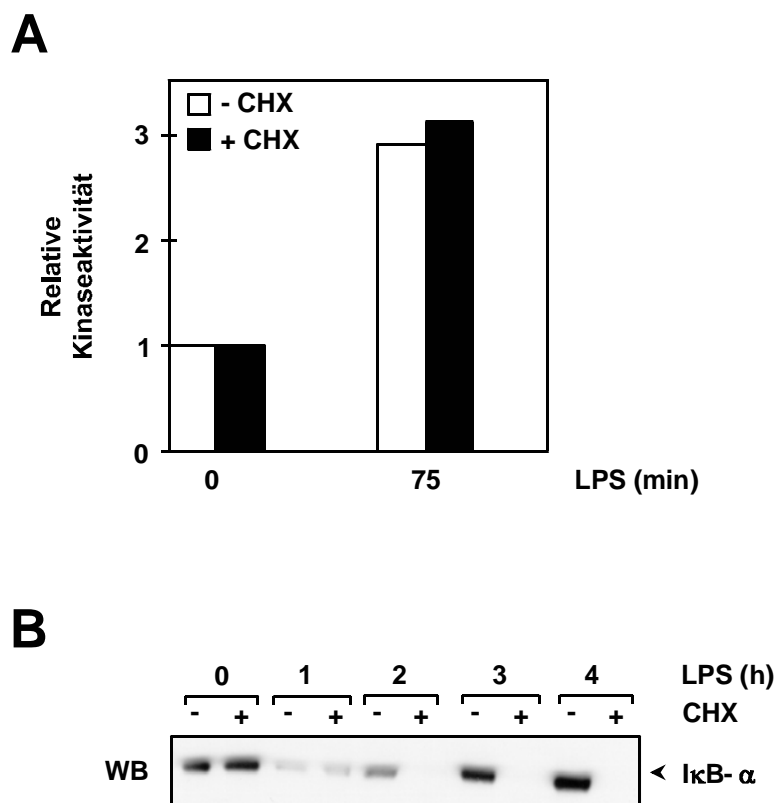 A
- CHX
+ CHX
3
2
1
0
Relative
Kinaseaktivität
0 75 LPS (min)
B
0 1 2 3 4 LPS (h)
- + - + - + - + - + CHX
WB IκB- α